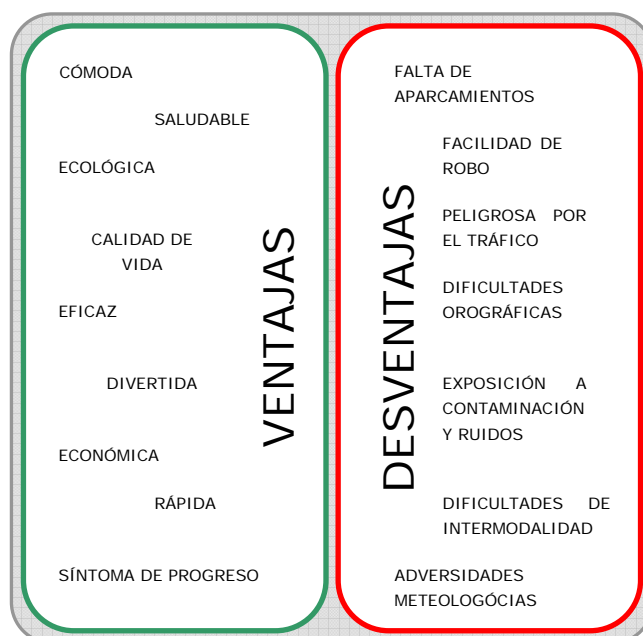 CÓMODA
SALUDABLE
ECOLÓGICA
CALIDAD DE
VIDA
EFICAZ
DIVERTIDA
ECONÓMICA
RÁPIDA
SÍNTOMA DE PROGRESO
VENTAJAS
FALTA DE
APARCAMIENTOS
FACILIDAD DE
ROBO
PELIGROSA POR
EL TRÁFICO
DIFICULTADES
OROGRÁFICAS
EXPOSICIÓN A
CONTAMINACIÓN
Y RUIDOS
DIFICULTADES DE
INTERMODALIDAD
ADVERSIDADES
METEOLOGÓCIAS
DESVENTAJAS